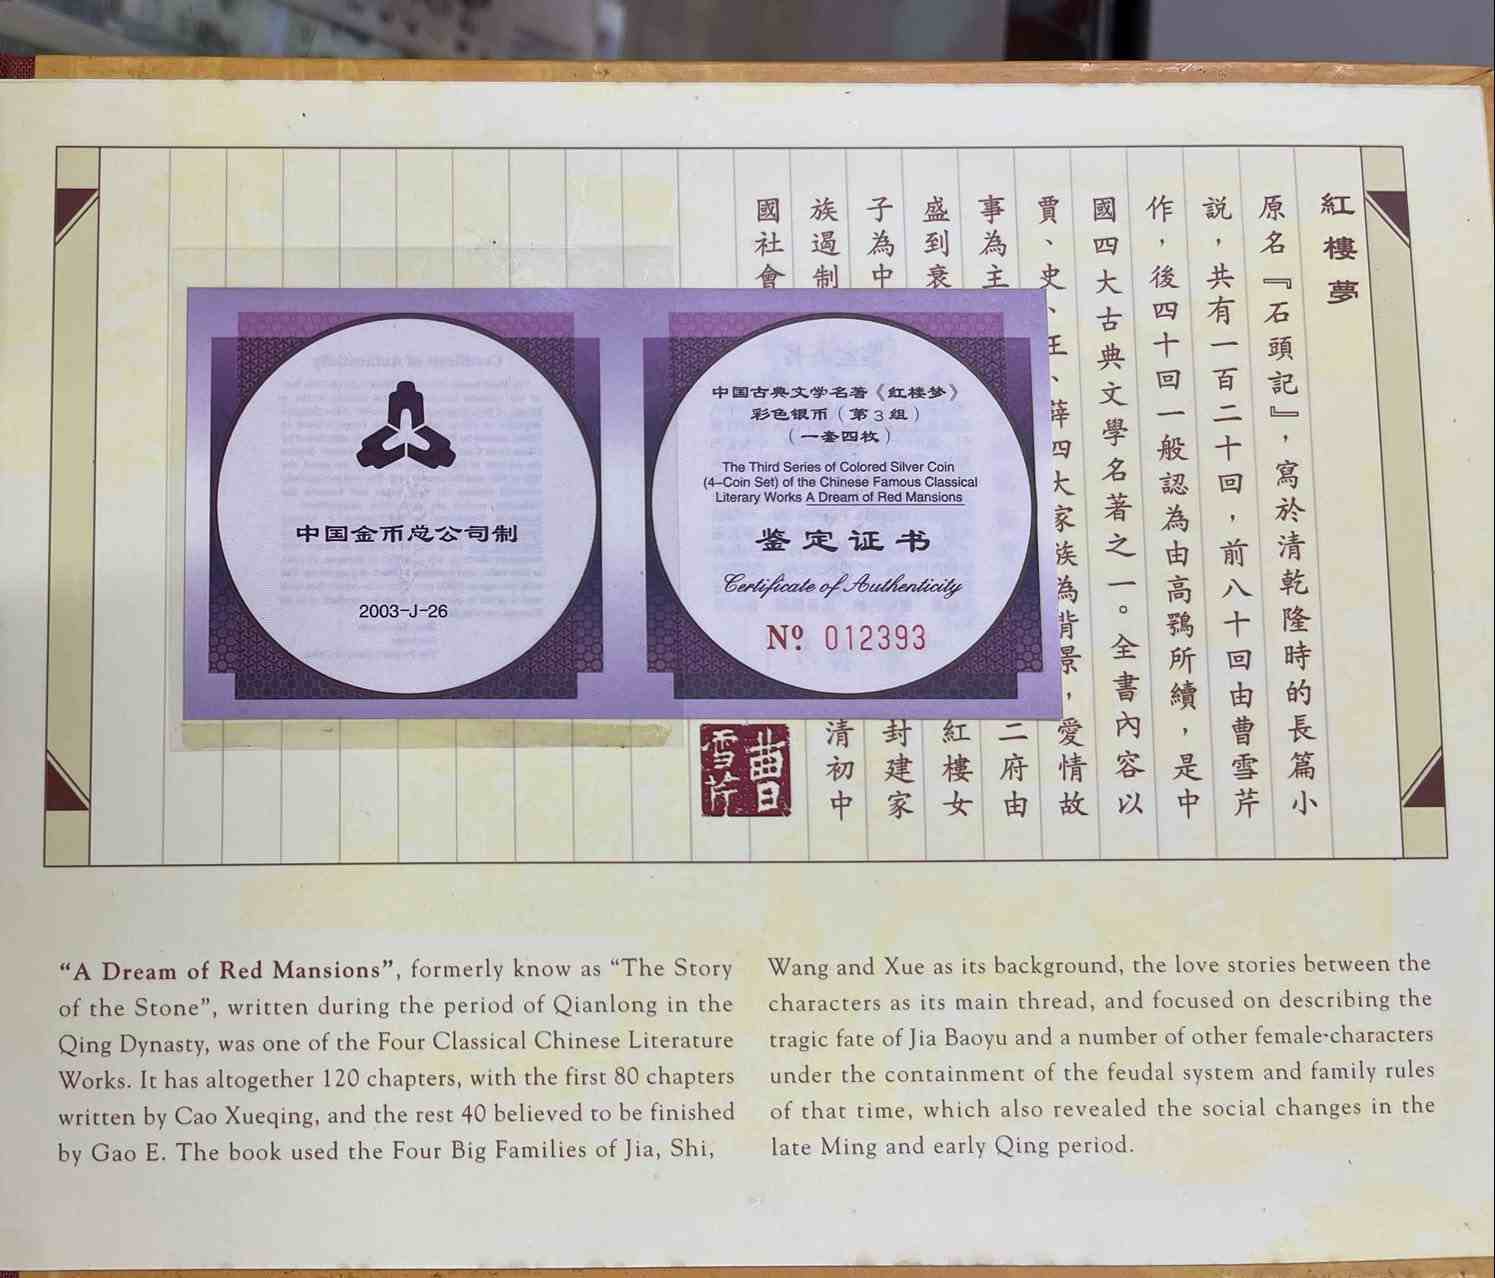 紅樓夢
原名『石頭記』，寫於清乾隆時的長篇小
説，共有一百二十回，前八十回由曹雪芹
作，後四十回一般認為由高鶚所續，是中
國四大古典文學名著之一。全書內容以
賈、史、王、薛四大家族為背景，愛情故
事為主
二府由
盛到衰
紅樓女
子為中
封建家
族遏制
清初中
國社會
曹雪芹
中国金币总公司制
2003-J-26
中国古典文学名著《红楼梦》
彩色银币（第3组）
（一套四枚）
The Third Series of Colored Silver Coin
(4-Coin Set) of the Chinese Famous Classical
Literary Works A Dream of Red Mansions
鉴定证书
Certificate of Authenticity
Nº 012393
“A Dream of Red Mansions”, formerly know as “The Story
of the Stone”, written during the period of Qianlong in the
Qing Dynasty, was one of the Four Classical Chinese Literature
Works. It has altogether 120 chapters, with the first 80 chapters
written by Cao Xueqing, and the rest 40 believed to be finished
by Gao E. The book used the Four Big Families of Jia, Shi,
Wang and Xue as its background, the love stories between the
characters as its main thread, and focused on describing the
tragic fate of Jia Baoyu and a number of other female-characters
under the containment of the feudal system and family rules
of that time, which also revealed the social changes in the
late Ming and early Qing period.